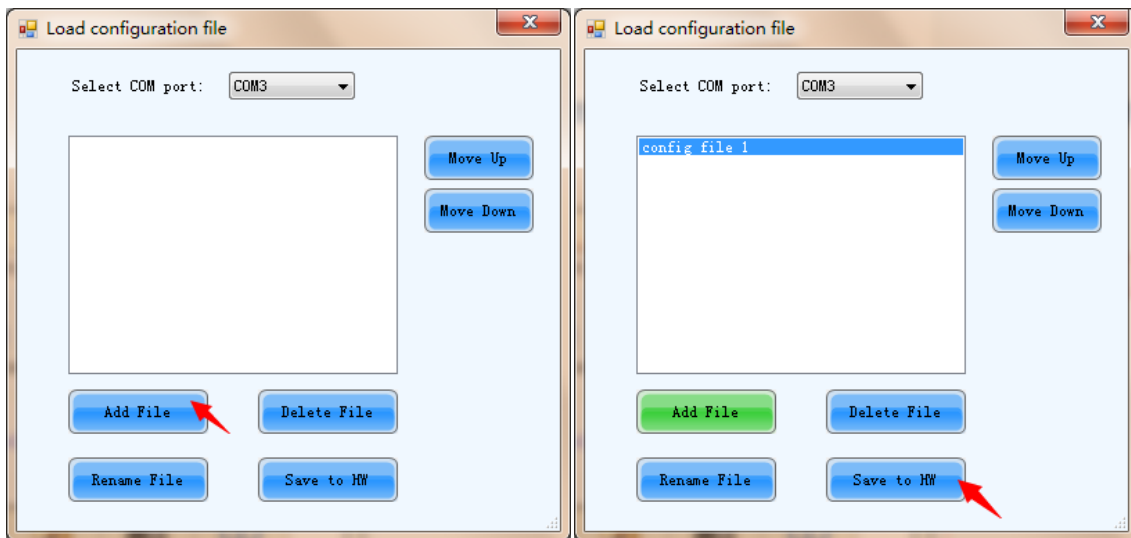 Load configuration file
Select COM port: COM3
Move Up
Move Down
Add File Delete File
Rename File Save to HW
Load configuration file
Select COM port: COM3
config file 1
Move Up
Move Down
Add File Delete File
Rename File Save to HW